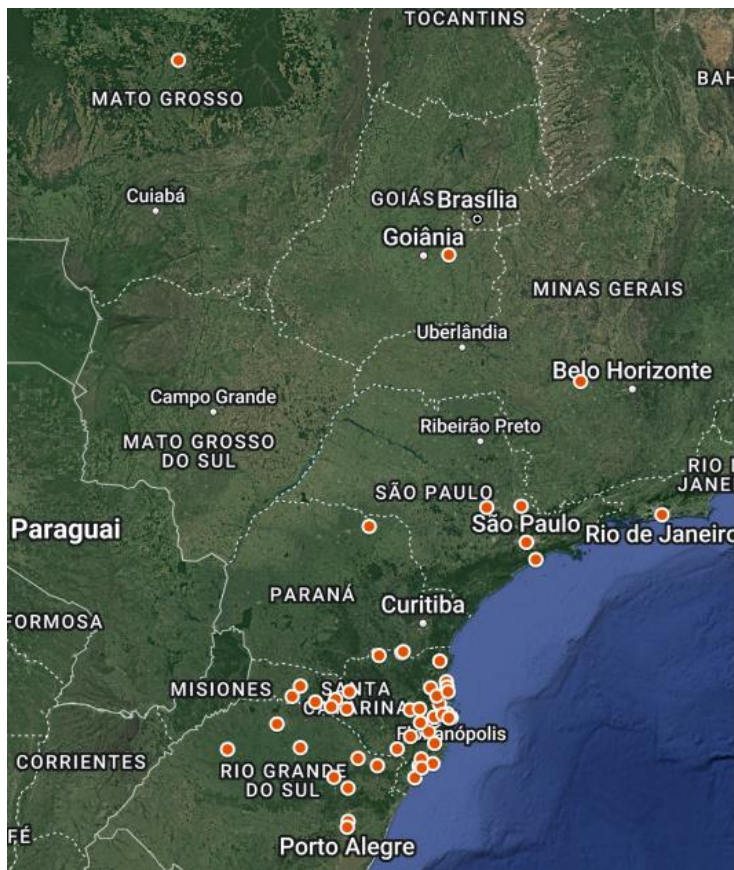 TOCANTINS
BAH
MATO GROSSO
Cuiabá
GOIÁS
Brasília
Goiânia
MINAS GERAIS
Uberlândia
Belo Horizonte
Campo Grande
Ribeirão Preto
MATO GROSSO
DO SUL
RIO D
JANEI
SÃO PAULO
São Paulo
Rio de Janeiro
Paraguai
PARANÁ
Curitiba
FORMOSA
MISIONES
SANTA
CATARINA
Florianópolis
CORRIENTES
RIO GRANDE
DO SUL
FÉ
Porto Alegre